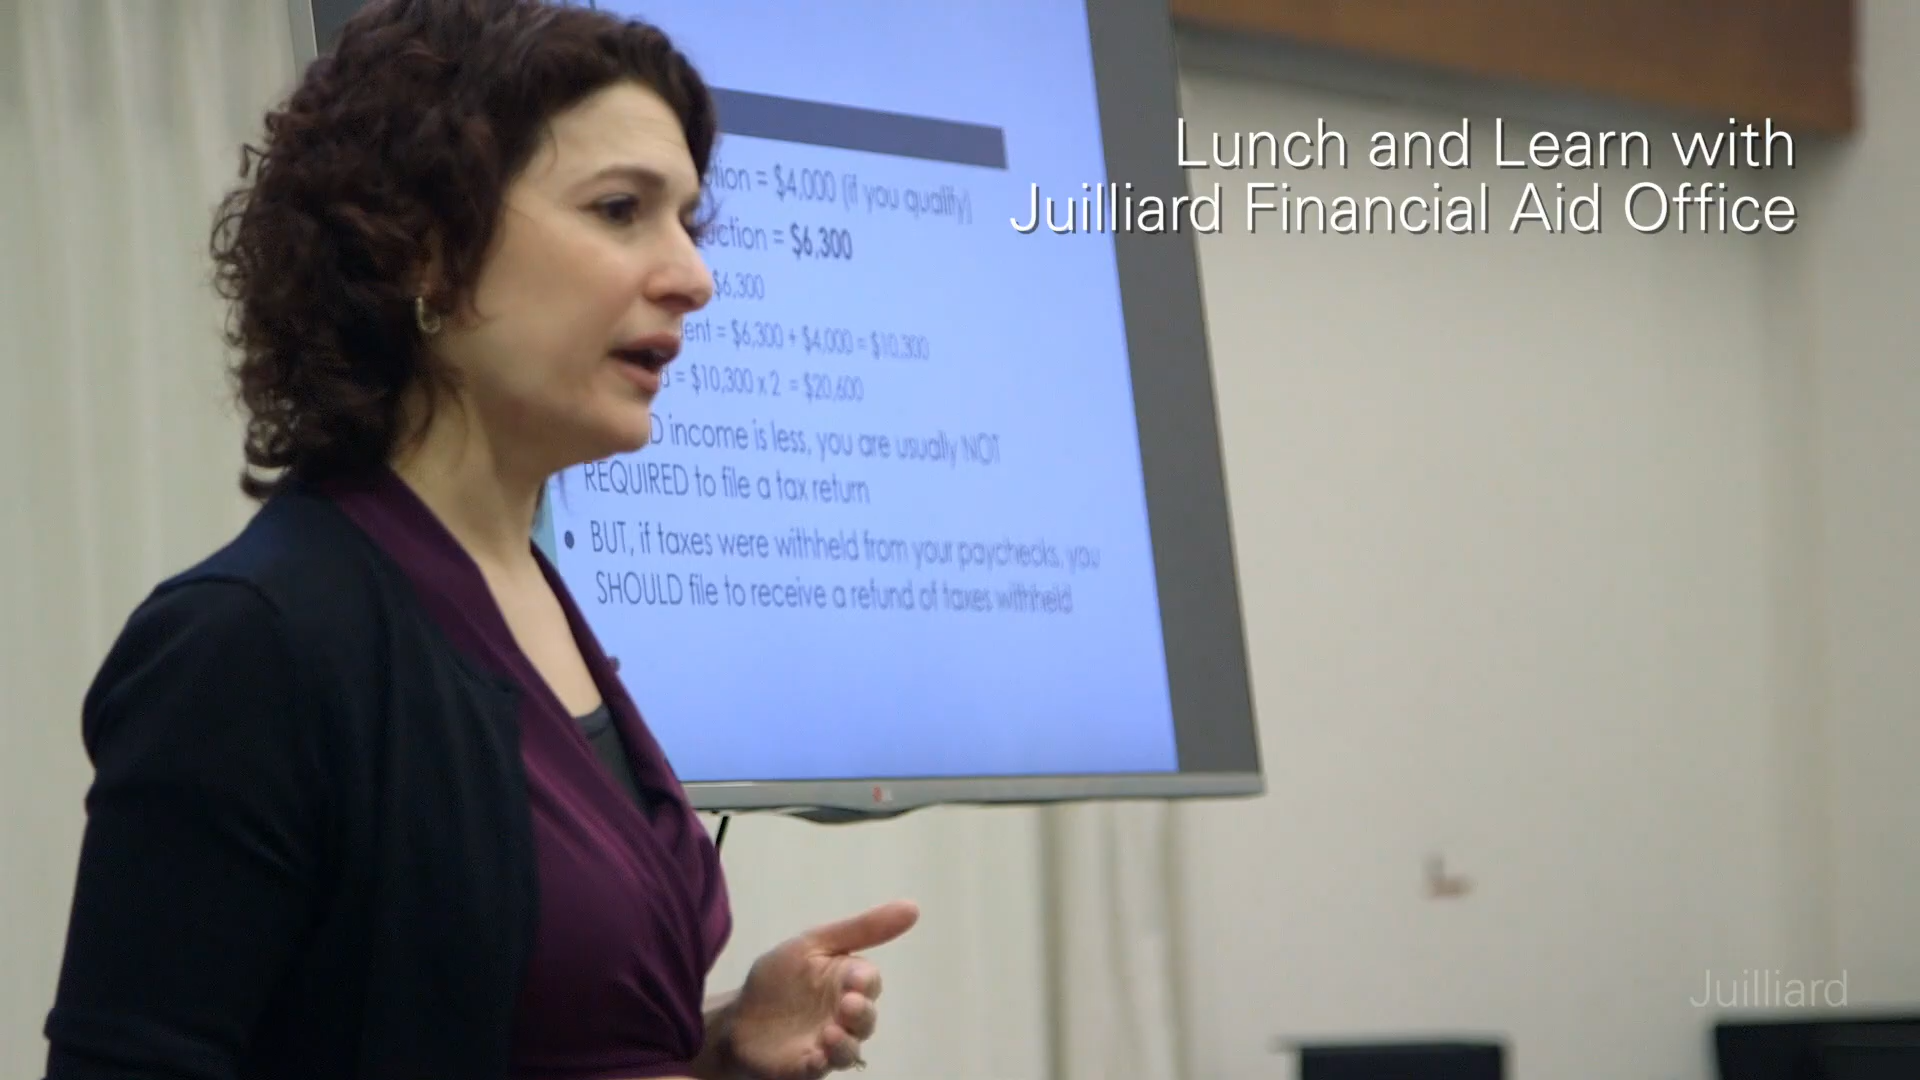 Lunch and Learn with
Juilliard Financial Aid Office
= $4,000 (if you qualify)
= $6,300
$6,300
= $6,300 + $4,000 = $10,300
= $10,300 x 2 = $20,600
income is less, you are usually NOT
REQUIRED to file a tax return
• BUT, if taxes were withheld from your paychecks, you
SHOULD file to receive a refund of taxes withheld
LG
Juilliard